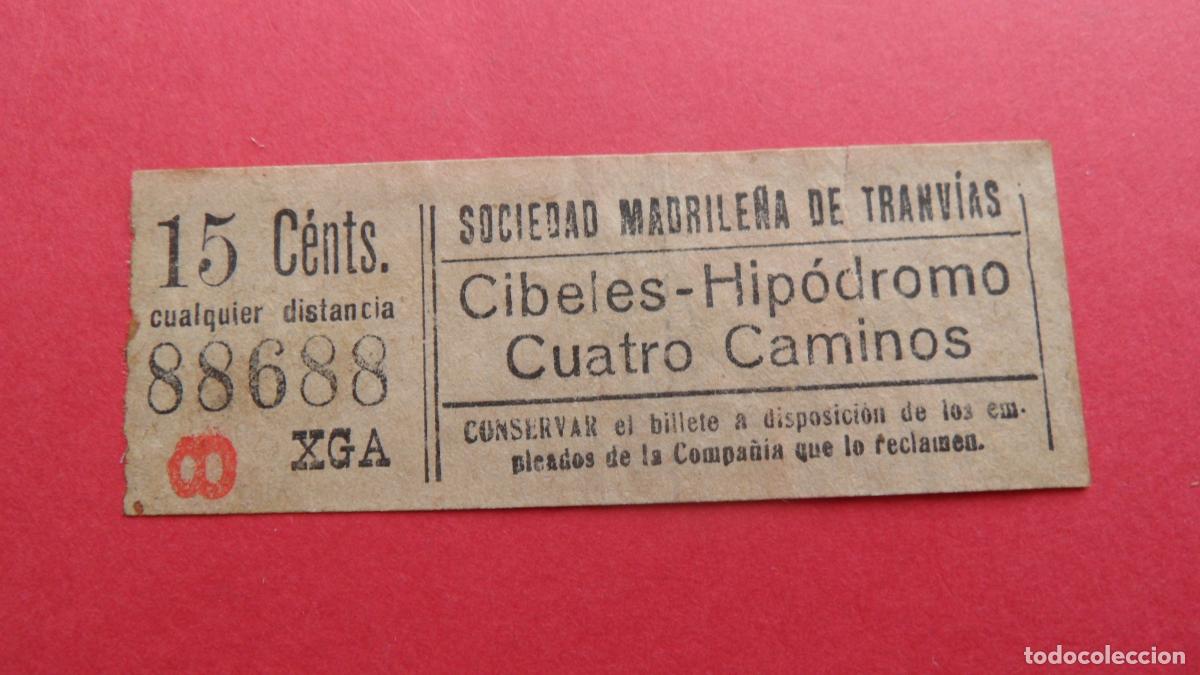 15 Cénts.
cualquier distancia
88688
8 XGA
SOCIEDAD MADRILEÑA DE TRANVÍAS
Cibeles-Hipódromo
Cuatro Caminos
CONSERVAR el billete a disposición de los em-
pleados de la Compañía que lo reclamen.
todocoleccion